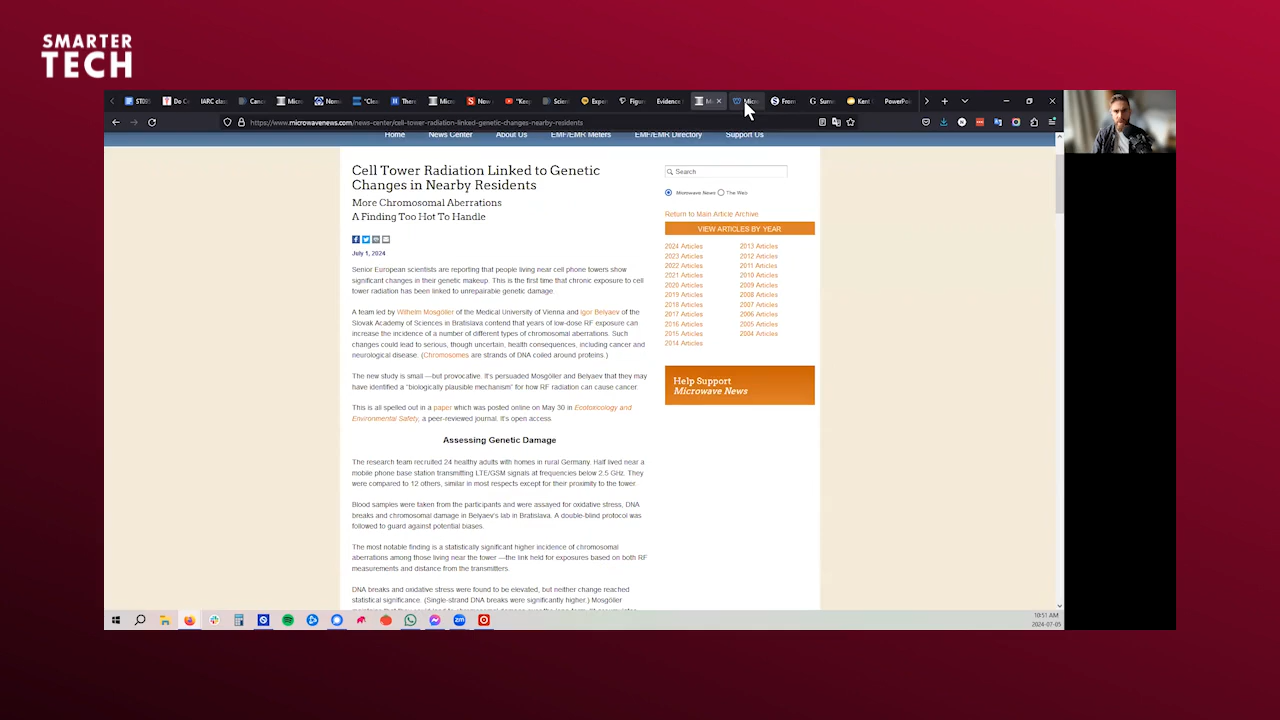 SMARTER
TECH
ST095
Do C
IARC clas
Cance
Micro
Nome
"Clea
There
Micro
Now
"Keep
Scien
Exper
Figure
Evidence
Micr
From
Kent
PowerPoi
https://www.microwavenews.com/news-center/cell-tower-radiation-linked-genetic-changes-nearby-residents
Home
News Center
About Us
EMF/EMR Meters
EMF/EMR Directory
Support Us
Cell Tower Radiation Linked to Genetic
Changes in Nearby Residents
More Chromosomal Aberrations
A Finding Too Hot To Handle
July 1, 2024
Senior European scientists are reporting that people living near cell phone towers show
significant changes in their genetic makeup. This is the first time that chronic exposure to cell
tower radiation has been linked to unrepairable genetic damage.
A team led by Wilhelm Mosgöller of the Medical University of Vienna and Igor Belyaev of the
Slovak Academy of Sciences in Bratislava contend that years of low-dose RF exposure can
increase the incidence of a number of different types of chromosomal aberrations. Such
changes could lead to serious, though uncertain, health consequences, including cancer and
neurological disease. (Chromosomes are strands of DNA coiled around proteins.)
The new study is small —but provocative. It's persuaded Mosgöller and Belyaev that they may
have identified a "biologically plausible mechanism" for how RF radiation can cause cancer.
This is all spelled out in a paper which was posted online on May 30 in Ecotoxicology and
Environmental Safety, a peer-reviewed journal. It's open access.
Assessing Genetic Damage
The research team recruited 24 healthy adults with homes in rural Germany. Half lived near a
mobile phone base station transmitting LTE/GSM signals at frequencies below 2.5 GHz. They
were compared to 12 others, similar in most respects except for their proximity to the tower.
Blood samples were taken from the participants and were assayed for oxidative stress, DNA
breaks and chromosomal damage in Belyaev's lab in Bratislava. A double-blind protocol was
followed to guard against potential biases.
The most notable finding is a statistically significant higher incidence of chromosomal
aberrations among those living near the tower —the link held for exposures based on both RF
measurements and distance from the transmitters.
DNA breaks and oxidative stress were found to be elevated, but neither change reached
statistical significance. (Single-strand DNA breaks were significantly higher.) Mosgöller
Search
Microwave News
The Web
Return to Main Article Archive
VIEW ARTICLES BY YEAR
2024 Articles
2013 Articles
2023 Articles
2012 Articles
2022 Articles
2011 Articles
2021 Articles
2010 Articles
2020 Articles
2009 Articles
2019 Articles
2008 Articles
2018 Articles
2007 Articles
2017 Articles
2006 Articles
2016 Articles
2005 Articles
2015 Articles
2004 Articles
2014 Articles
Help Support
Microwave News
10:51 AM
2024-07-05